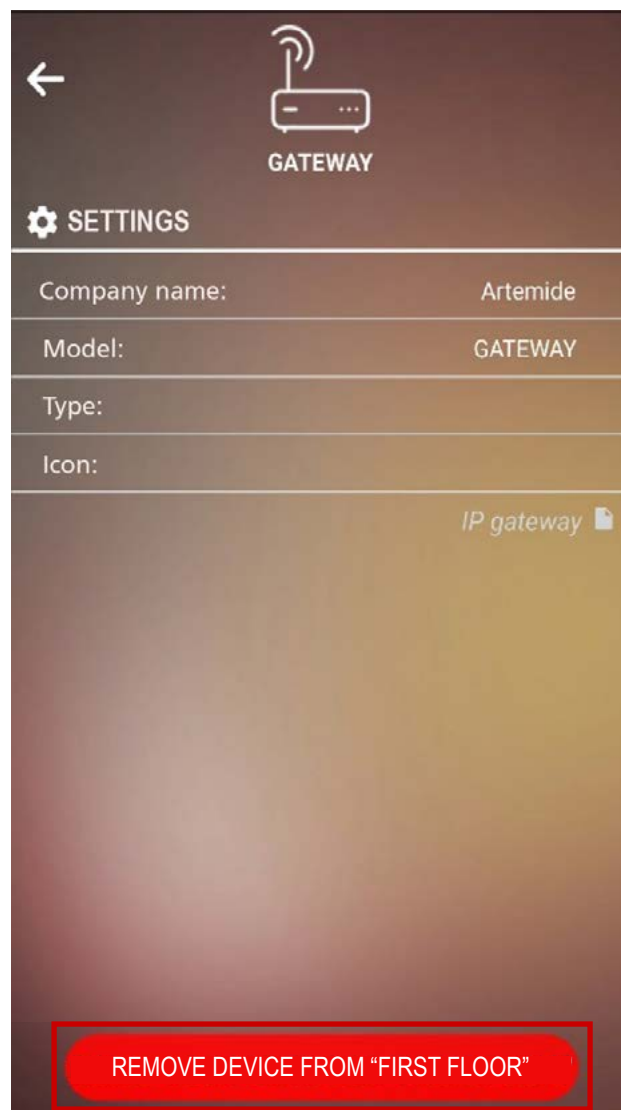 GATEWAY
SETTINGS
Company name: Artemide
Model: GATEWAY
Type:
Icon:
IP gateway
REMOVE DEVICE FROM “FIRST FLOOR”